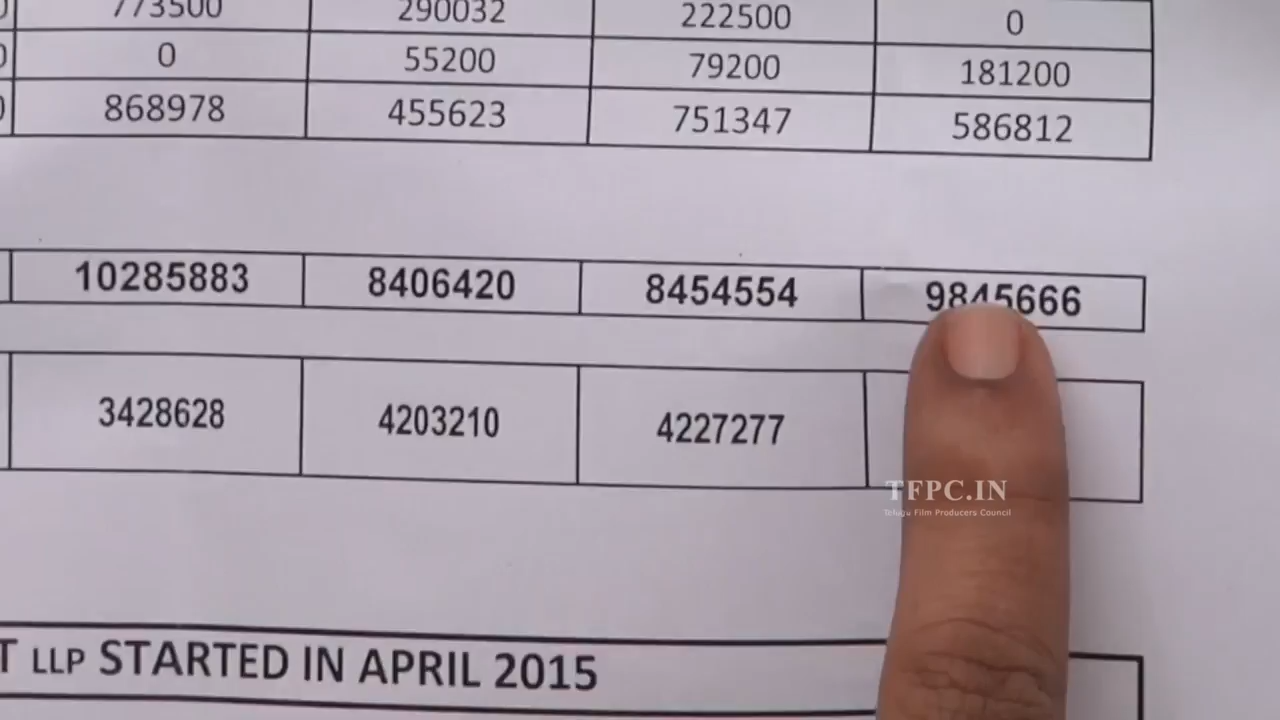 773500 290032 222500 0
0 55200 79200 181200
868978 455623 751347 586812
10285883 8406420 8454554 9845666
3428628 4203210 4227277
TFPC.IN
Telugu Film Producers Council
LLP STARTED IN APRIL 2015